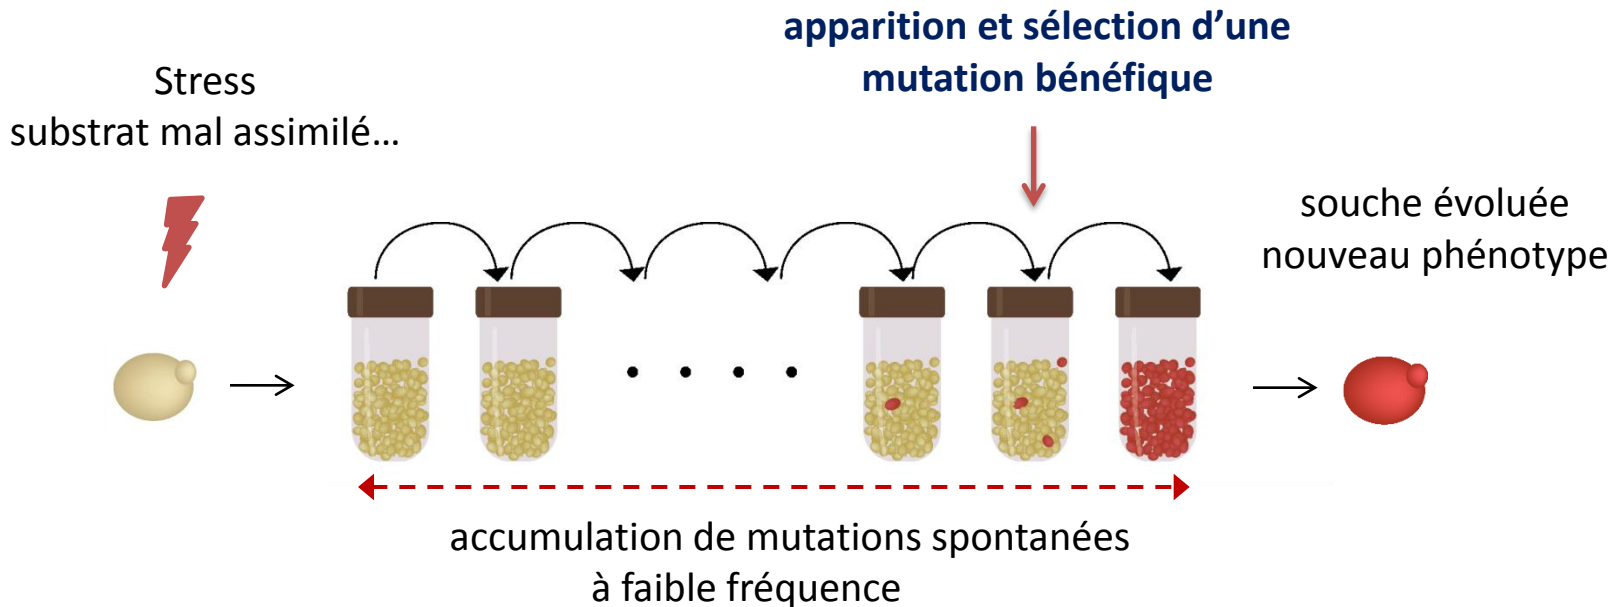 apparition et sélection d’une
mutation bénéfique
Stress
substrat mal assimilé…
souche évoluée
nouveau phénotype
accumulation de mutations spontanées
à faible fréquence